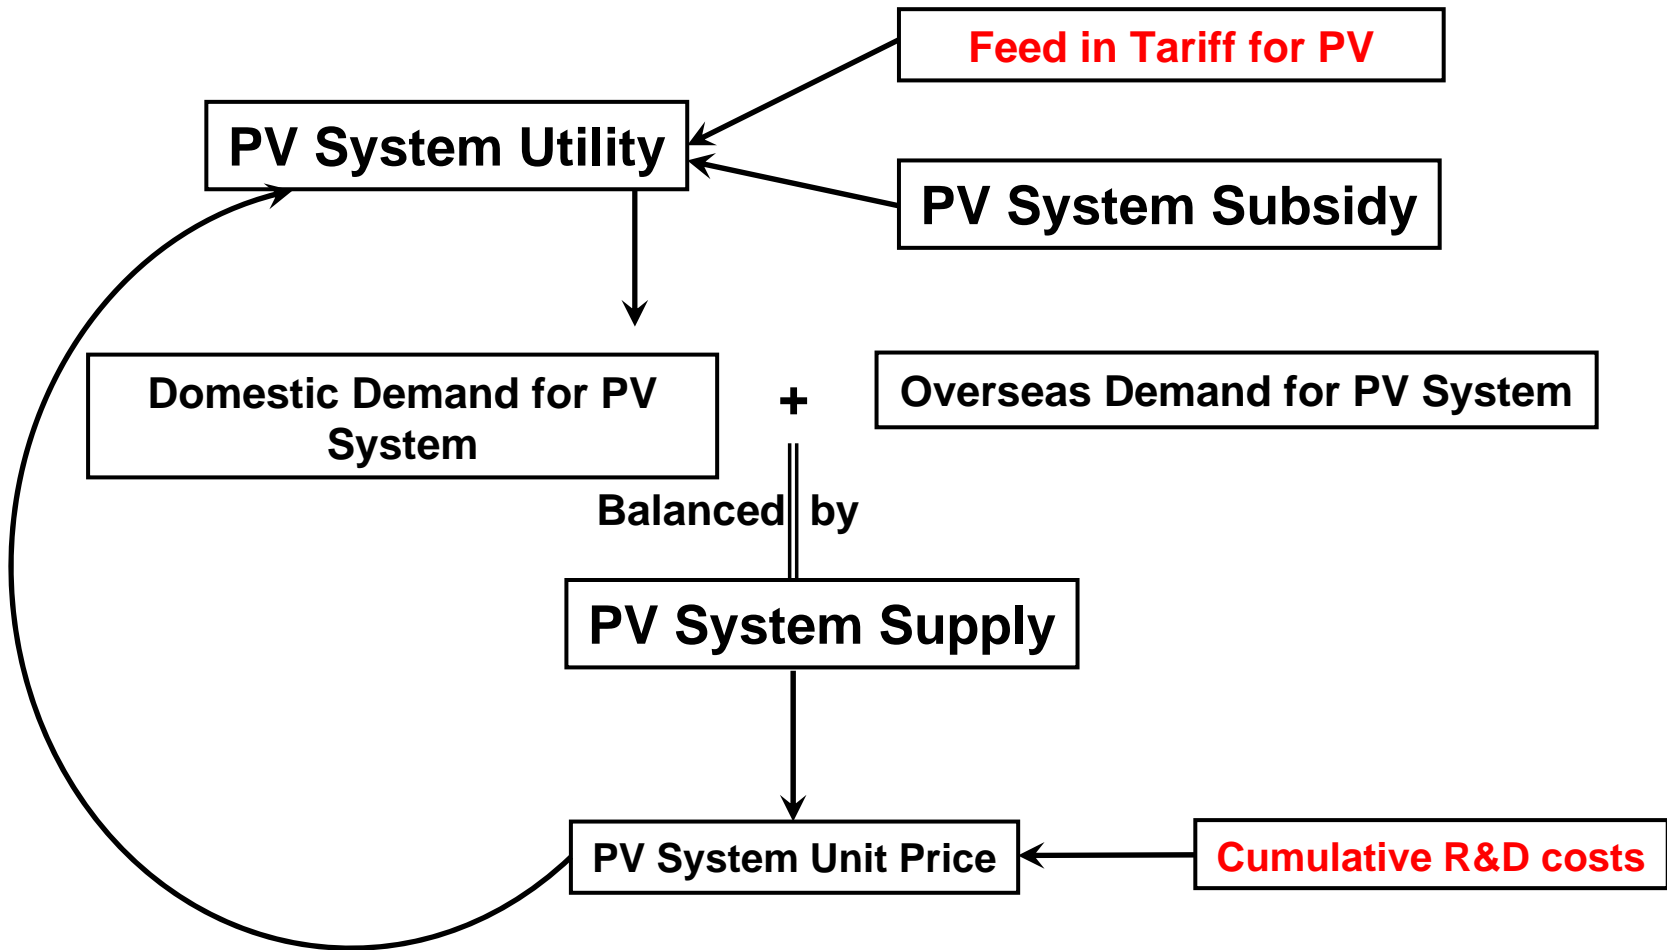 Feed in Tariff for PV
PV System Utility
PV System Subsidy
Domestic Demand for PV
System
+
Overseas Demand for PV System
Balanced by
PV System Supply
PV System Unit Price
Cumulative R&D costs